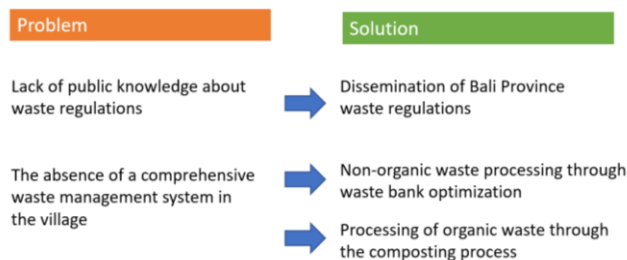 Problem
Solution
Lack of public knowledge about
waste regulations
Dissemination of Bali Province
waste regulations
The absence of a comprehensive
waste management system in
the village
Non-organic waste processing through
waste bank optimization
Processing of organic waste through
the composting process